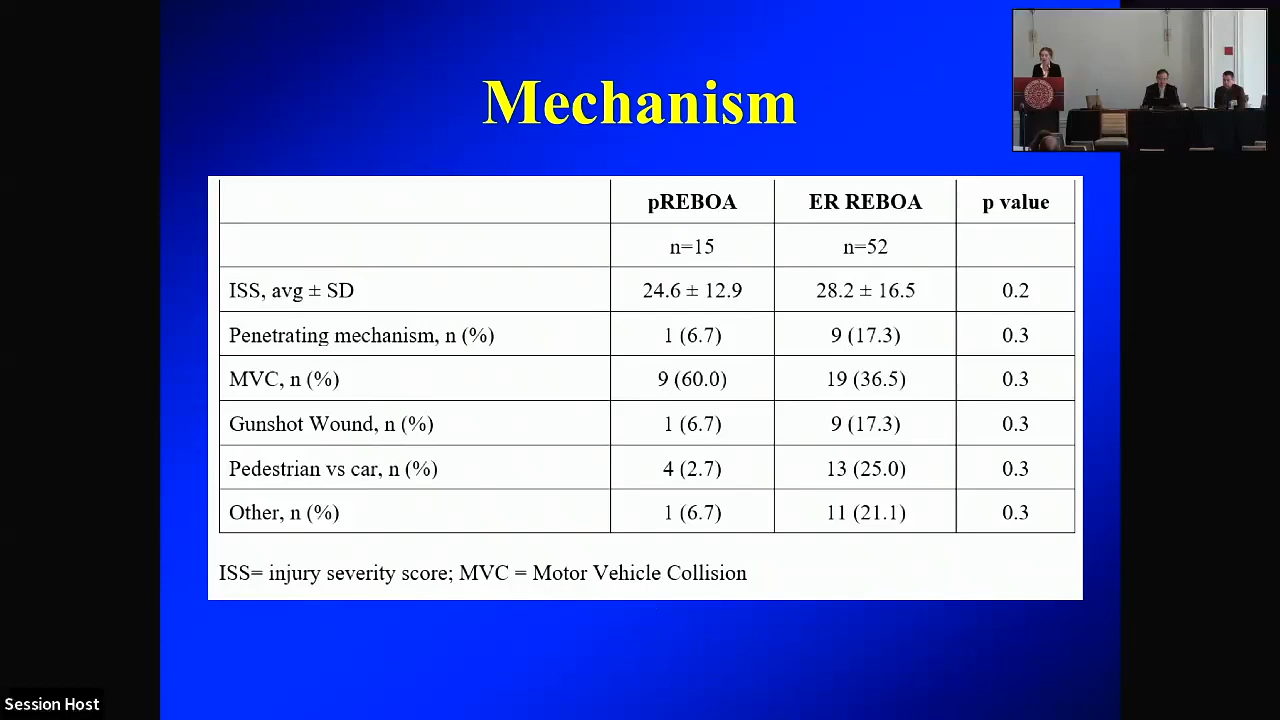 Mechanism
pREBOA ER REBOA p value
n=15 n=52
ISS, avg ± SD 24.6 ± 12.9 28.2 ± 16.5 0.2
Penetrating mechanism, n (%) 1 (6.7) 9 (17.3) 0.3
MVC, n (%) 9 (60.0) 19 (36.5) 0.3
Gunshot Wound, n (%) 1 (6.7) 9 (17.3) 0.3
Pedestrian vs car, n (%) 4 (2.7) 13 (25.0) 0.3
Other, n (%) 1 (6.7) 11 (21.1) 0.3
ISS= injury severity score; MVC = Motor Vehicle Collision
Session Host